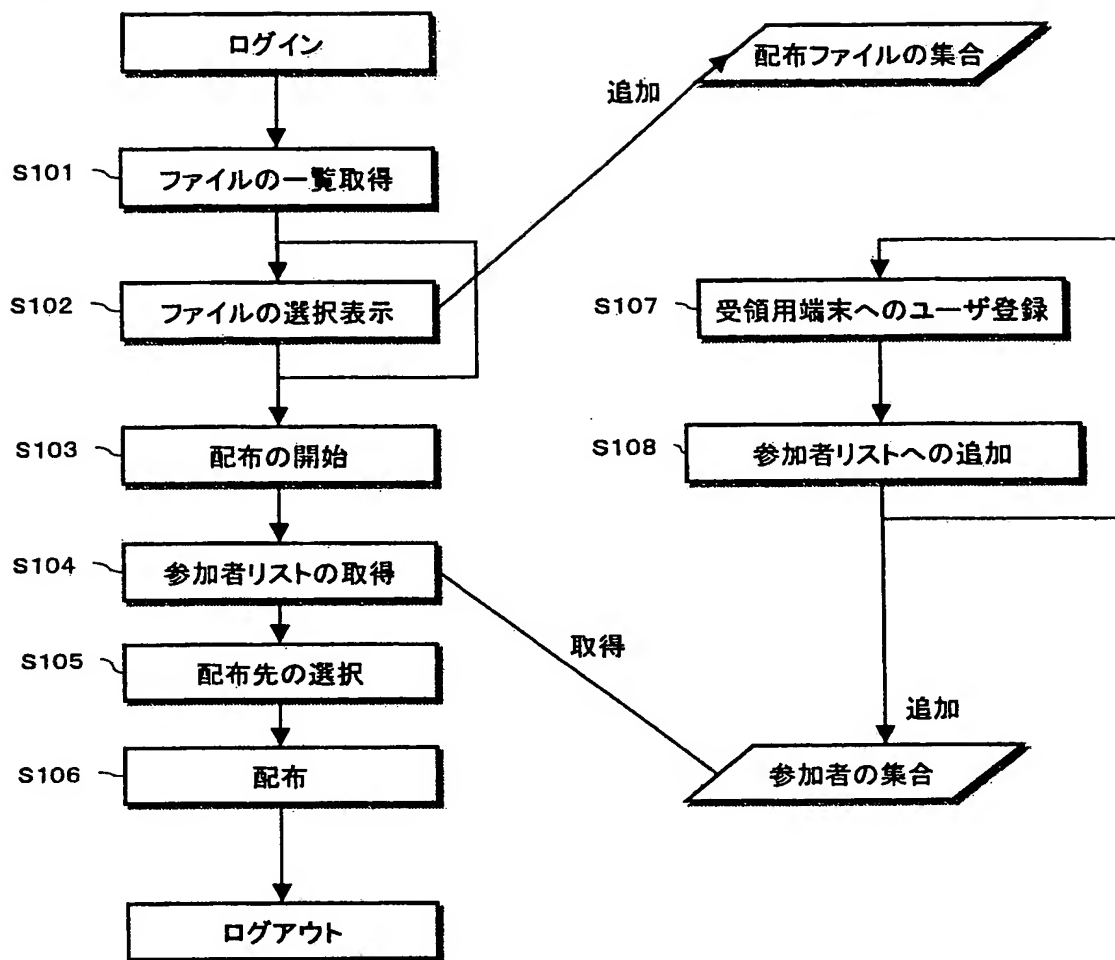 ログイン
配布ファイルの集合
追加
S101
ファイルの一覧取得
S102
ファイルの選択表示
S107
受領用端末へのユーザ登録
S103
配布の開始
S108
参加者リストへの追加
S104
参加者リストの取得
取得
S105
配布先の選択
追加
S106
配布
参加者の集合
ログアウト